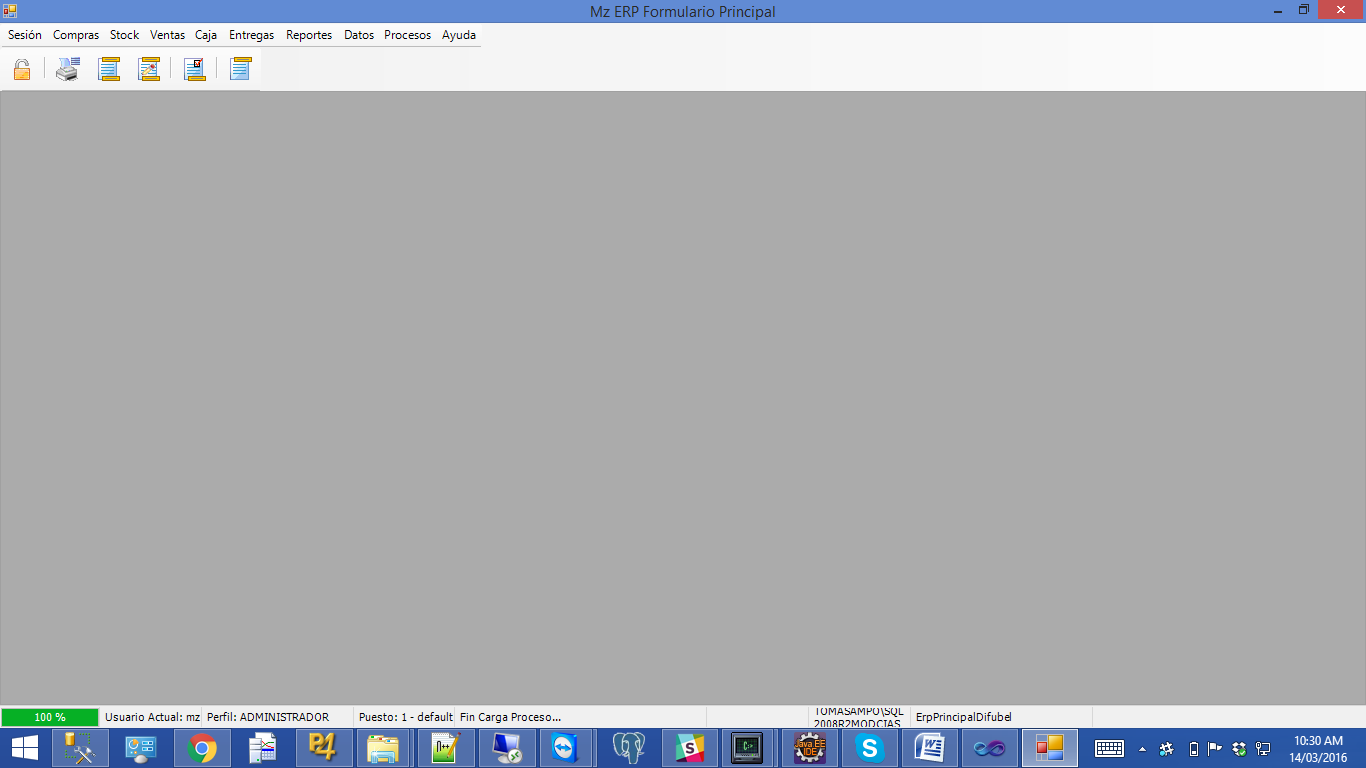 Mz ERP Formulario Principal
Sesión Compras Stock Ventas Caja Entregas Reportes Datos Procesos Ayuda
100 % Usuario Actual: mz Perfil: ADMINISTRADOR Puesto: 1 - default Fin Carga Proceso... TOMASAMPO\SQL
2008R2MODCIAS ErpPrincipalDifubel
P4 n++ S C:\ Java EE
IDE S W 10:30 AM
14/03/2016